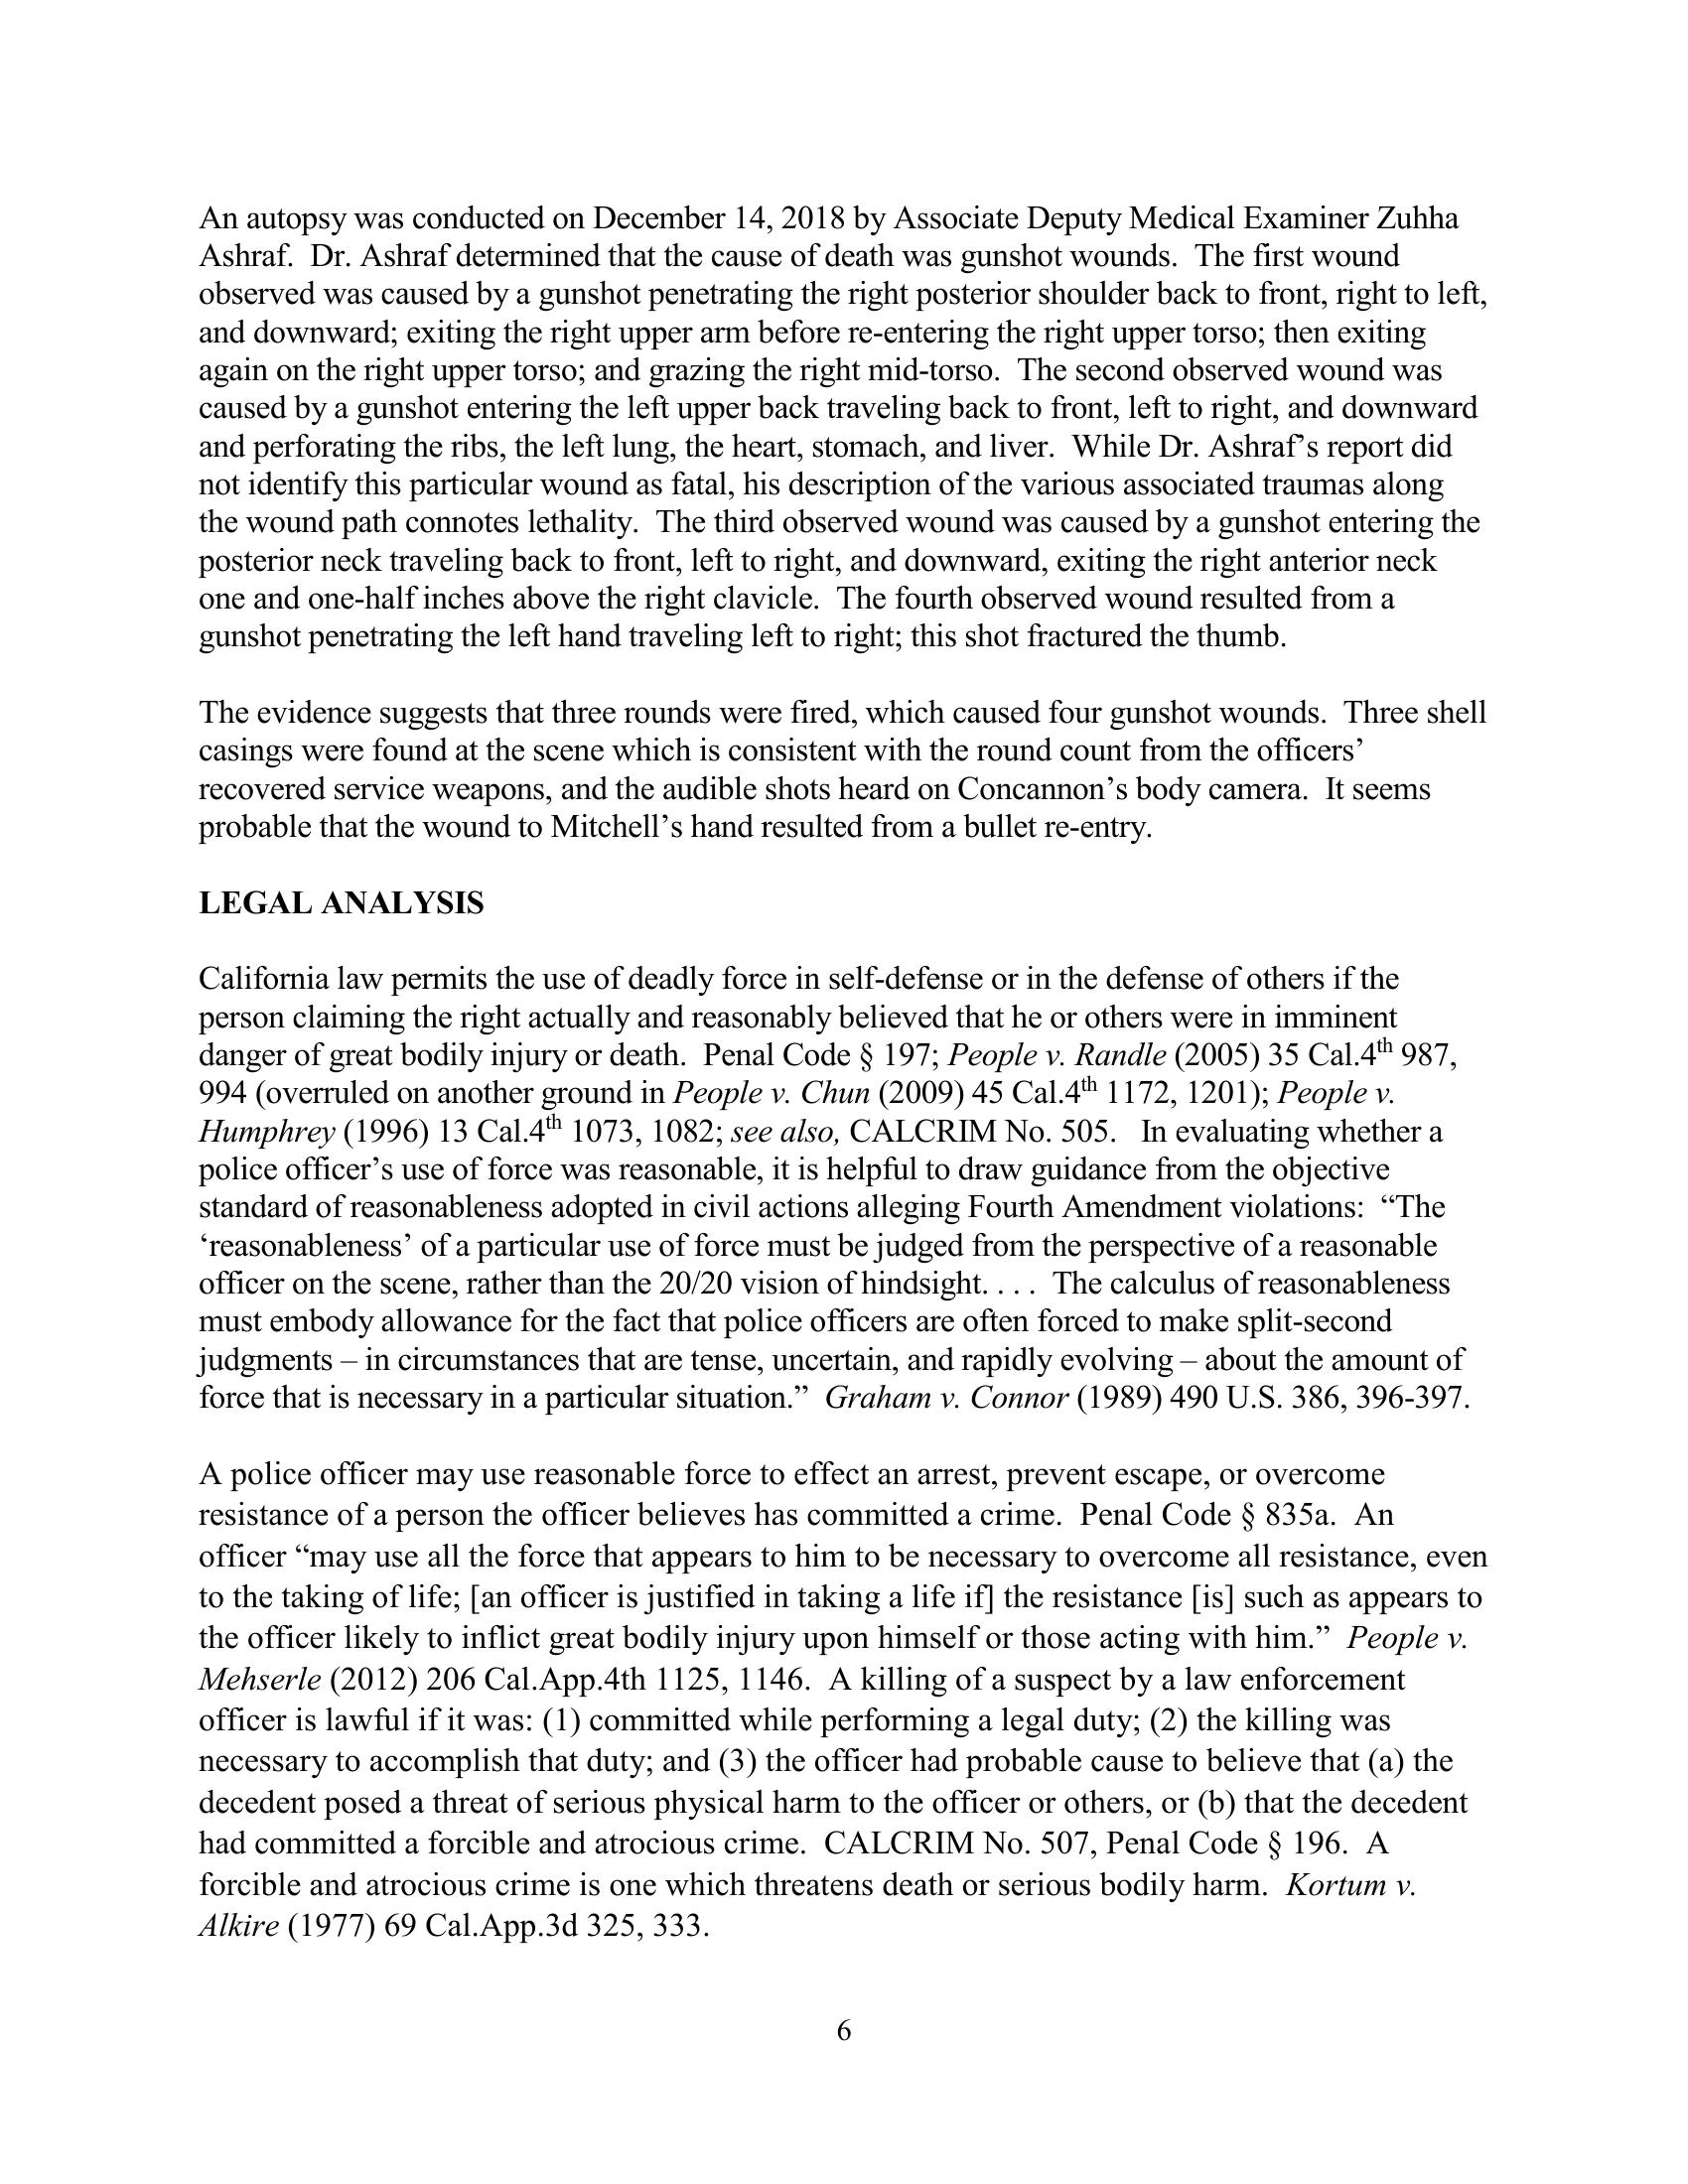 An autopsy was conducted on December 14, 2018 by Associate Deputy Medical Examiner Zuhha
Ashraf.  Dr. Ashraf determined that the cause of death was gunshot wounds.  The first wound
observed was caused by a gunshot penetrating the right posterior shoulder back to front, right to left,
and downward; exiting the right upper arm before re-entering the right upper torso; then exiting
again on the right upper torso; and grazing the right mid-torso.  The second observed wound was
caused by a gunshot entering the left upper back traveling back to front, left to right, and downward
and perforating the ribs, the left lung, the heart, stomach, and liver.  While Dr. Ashraf’s report did
not identify this particular wound as fatal, his description of the various associated traumas along
the wound path connotes lethality.  The third observed wound was caused by a gunshot entering the
posterior neck traveling back to front, left to right, and downward, exiting the right anterior neck
one and one-half inches above the right clavicle.  The fourth observed wound resulted from a
gunshot penetrating the left hand traveling left to right; this shot fractured the thumb.
The evidence suggests that three rounds were fired, which caused four gunshot wounds.  Three shell
casings were found at the scene which is consistent with the round count from the officers’
recovered service weapons, and the audible shots heard on Concannon’s body camera.  It seems
probable that the wound to Mitchell’s hand resulted from a bullet re-entry.
LEGAL ANALYSIS
California law permits the use of deadly force in self-defense or in the defense of others if the
person claiming the right actually and reasonably believed that he or others were in imminent
danger of great bodily injury or death.  Penal Code § 197; People v. Randle (2005) 35 Cal.4th 987,
994 (overruled on another ground in People v. Chun (2009) 45 Cal.4th 1172, 1201); People v.
Humphrey (1996) 13 Cal.4th 1073, 1082; see also, CALCRIM No. 505.   In evaluating whether a
police officer’s use of force was reasonable, it is helpful to draw guidance from the objective
standard of reasonableness adopted in civil actions alleging Fourth Amendment violations:  “The
‘reasonableness’ of a particular use of force must be judged from the perspective of a reasonable
officer on the scene, rather than the 20/20 vision of hindsight. . . .  The calculus of reasonableness
must embody allowance for the fact that police officers are often forced to make split-second
judgments – in circumstances that are tense, uncertain, and rapidly evolving – about the amount of
force that is necessary in a particular situation.”  Graham v. Connor (1989) 490 U.S. 386, 396-397.
A police officer may use reasonable force to effect an arrest, prevent escape, or overcome
resistance of a person the officer believes has committed a crime.  Penal Code § 835a.  An
officer “may use all the force that appears to him to be necessary to overcome all resistance, even
to the taking of life; [an officer is justified in taking a life if] the resistance [is] such as appears to
the officer likely to inflict great bodily injury upon himself or those acting with him.”  People v.
Mehserle (2012) 206 Cal.App.4th 1125, 1146.  A killing of a suspect by a law enforcement
officer is lawful if it was: (1) committed while performing a legal duty; (2) the killing was
necessary to accomplish that duty; and (3) the officer had probable cause to believe that (a) the
decedent posed a threat of serious physical harm to the officer or others, or (b) that the decedent
had committed a forcible and atrocious crime.  CALCRIM No. 507, Penal Code § 196.  A
forcible and atrocious crime is one which threatens death or serious bodily harm.  Kortum v.
Alkire (1977) 69 Cal.App.3d 325, 333.
6